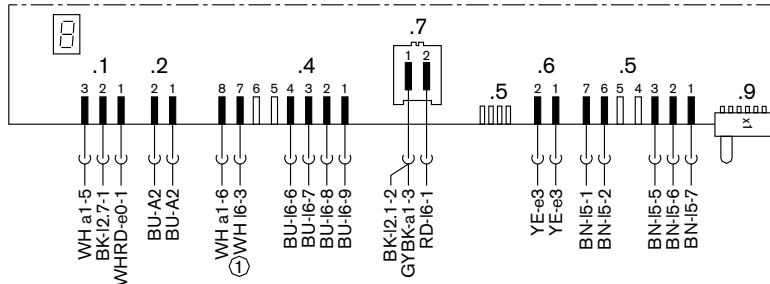 8
.1 .2 .4 .7 .5 .6 .5 .9
3 2 1 2 1 8 7 6 5 4 3 2 1 1 2 2 1 7 6 5 4 3 2 1 x1
WH a1-5
BK-I2.7-1
WHRD-e0-1
BU-A2
BU-A2
WH a1-6
1 WH I6-3
BU-I6-6
BU-I6-7
BU-I6-8
BU-I6-9
BK-I2.1-2
GYBK-a1-3
RD-I6-1
YE-e3
YE-e3
BN-I5-1
BN-I5-2
BN-I5-5
BN-I5-6
BN-I5-7